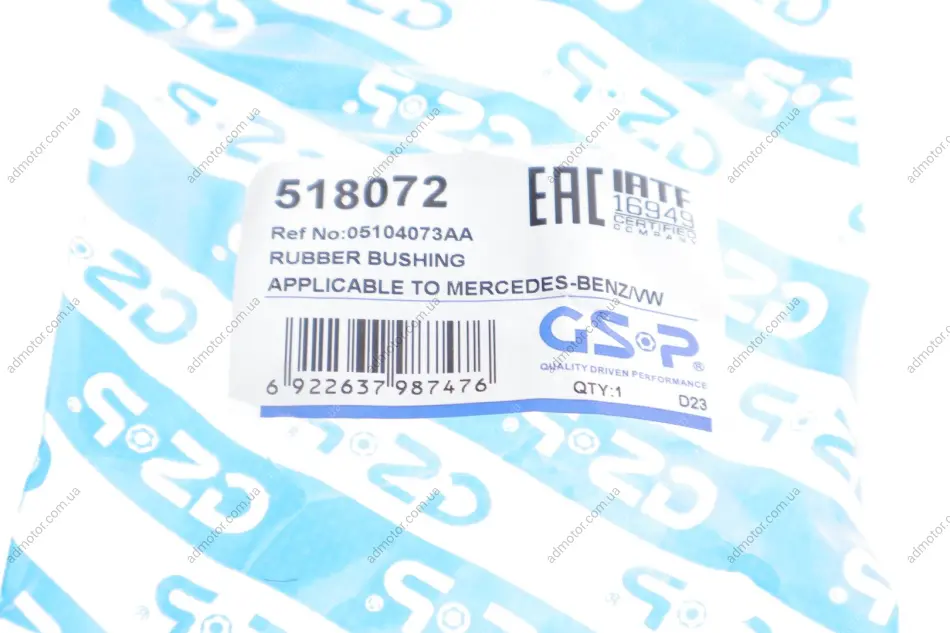 518072
EAC
IATF
16949
CERTIFIED
COMPANY
Ref No:05104073AA
RUBBER BUSHING
APPLICABLE TO MERCEDES-BENZ/VW
GS·P®
QUALITY DRIVEN PERFORMANCE
6 922637 987476
QTY:1
D23
admotor.com.ua